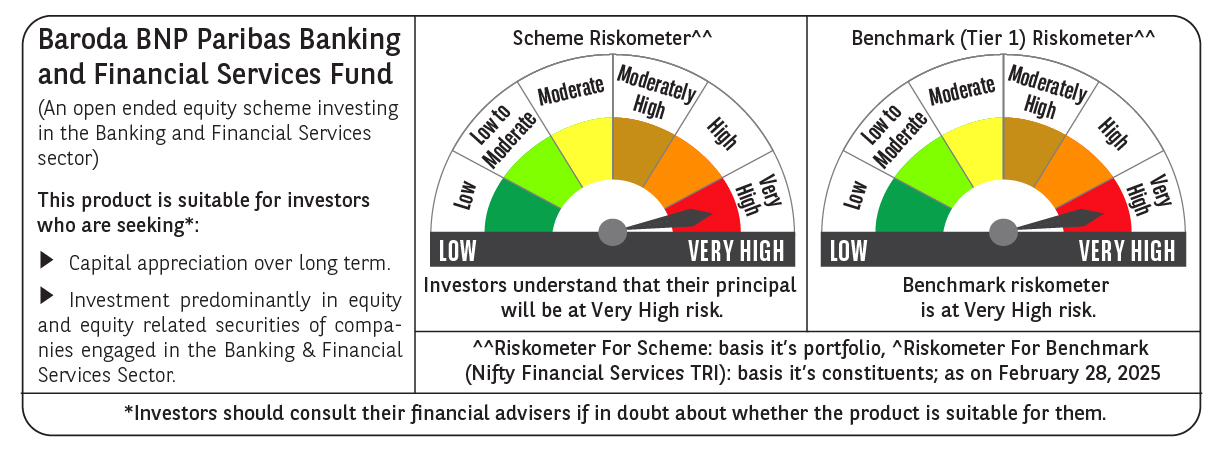 Baroda BNP Paribas Banking
and Financial Services Fund
(An open ended equity scheme investing
in the Banking and Financial Services
sector)
This product is suitable for investors
who are seeking*:
▶ Capital appreciation over long term.
▶ Investment predominantly in equity
and equity related securities of compa-
nies engaged in the Banking & Financial
Services Sector.
Scheme Riskometer^^
Low
Low to
Moderate
Moderate
Moderately
High
High
Very
High
LOW VERY HIGH
Investors understand that their principal
will be at Very High risk.
Benchmark (Tier 1) Riskometer^^
Low
Low to
Moderate
Moderate
Moderately
High
High
Very
High
LOW VERY HIGH
Benchmark riskometer
is at Very High risk.
^^Riskometer For Scheme: basis it's portfolio, ^Riskometer For Benchmark
(Nifty Financial Services TRI): basis it's constituents; as on February 28, 2025
*Investors should consult their financial advisers if in doubt about whether the product is suitable for them.